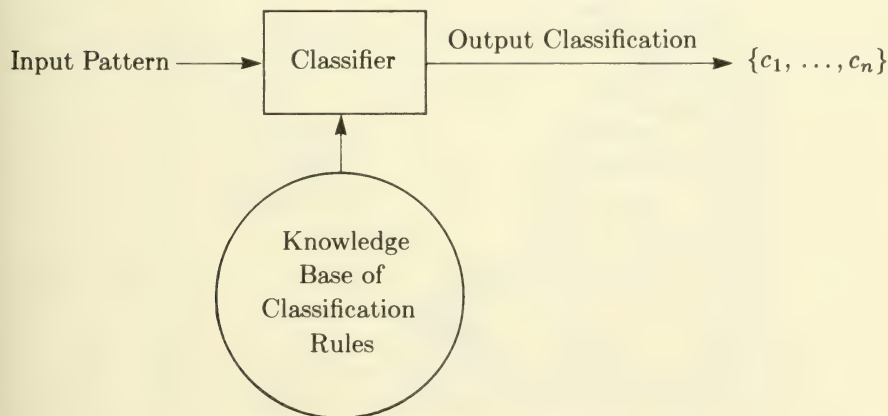 Output Classification
Input Pattern
Classifier
{c₁, …, cₙ}
Knowledge
Base of
Classification
Rules